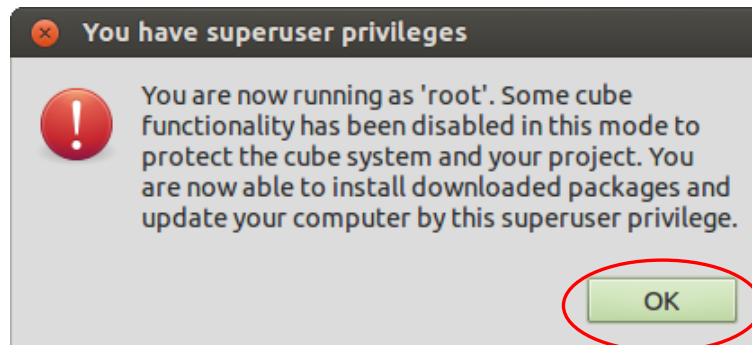 You have superuser privileges
You are now running as 'root'. Some cube
functionality has been disabled in this mode to
protect the cube system and your project. You
are now able to install downloaded packages and
update your computer by this superuser privilege.
OK